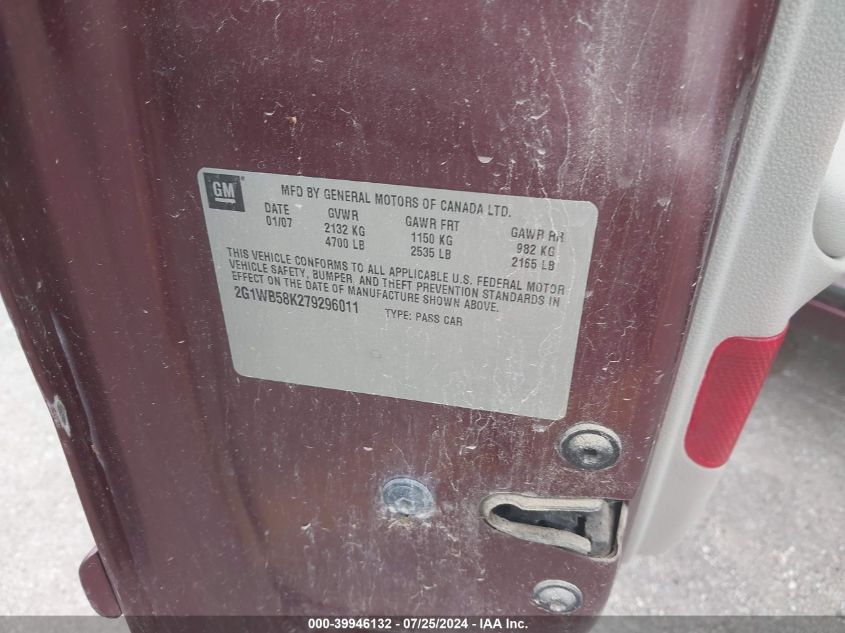 GM
MFD BY GENERAL MOTORS OF CANADA LTD.
DATE GVWR GAWR FRT GAWR RR
01/07 2132 KG 1150 KG 982 KG
4700 LB 2535 LB 2165 LB
THIS VEHICLE CONFORMS TO ALL APPLICABLE U.S. FEDERAL MOTOR
VEHICLE SAFETY, BUMPER, AND THEFT PREVENTION STANDARDS IN
EFFECT ON THE DATE OF MANUFACTURE SHOWN ABOVE.
2G1WB58K279296011 TYPE: PASS CAR
000-39946132 - 07/25/2024 - IAA Inc.